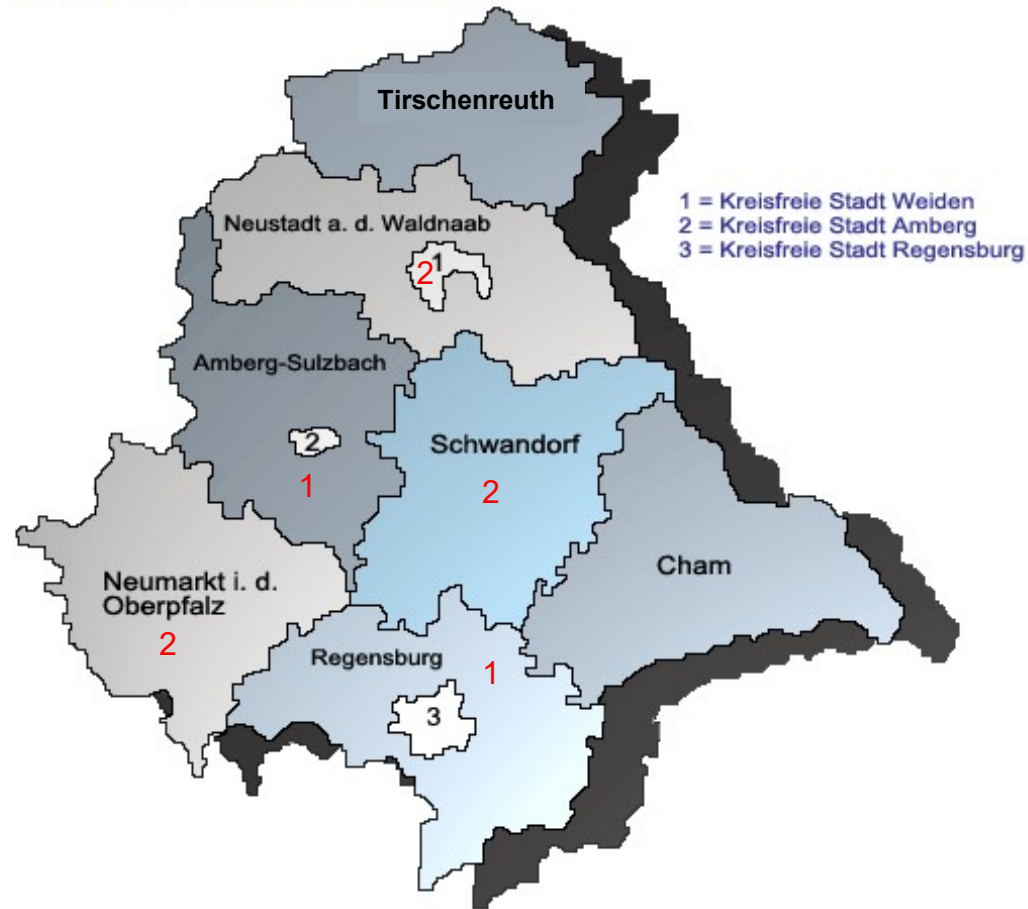 Tirschenreuth
1 = Kreisfreie Stadt Weiden
2 = Kreisfreie Stadt Amberg
3 = Kreisfreie Stadt Regensburg
Neustadt a. d. Waldnaab
1
2
Amberg-Sulzbach
2
1
Schwandorf
2
Cham
Neumarkt i. d.
Oberpfalz
2
Regensburg
1
3